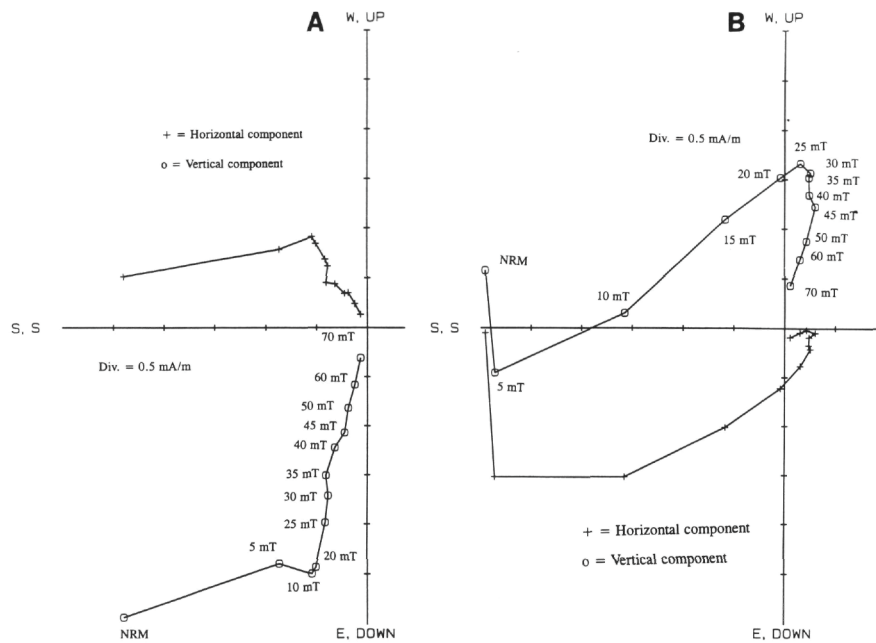 A
W, UP
+ = Horizontal component
o = Vertical component
S, S
70 mT
Div. = 0.5 mA/m
60 mT
50 mT
45 mT
40 mT
35 mT
30 mT
25 mT
5 mT
20 mT
10 mT
NRM
E, DOWN
B
W, UP
Div. = 0.5 mA/m
25 mT
30 mT
20 mT
35 mT
40 mT
45 mT
15 mT
50 mT
NRM
60 mT
10 mT
70 mT
S, S
5 mT
+ = Horizontal component
o = Vertical component
E, DOWN